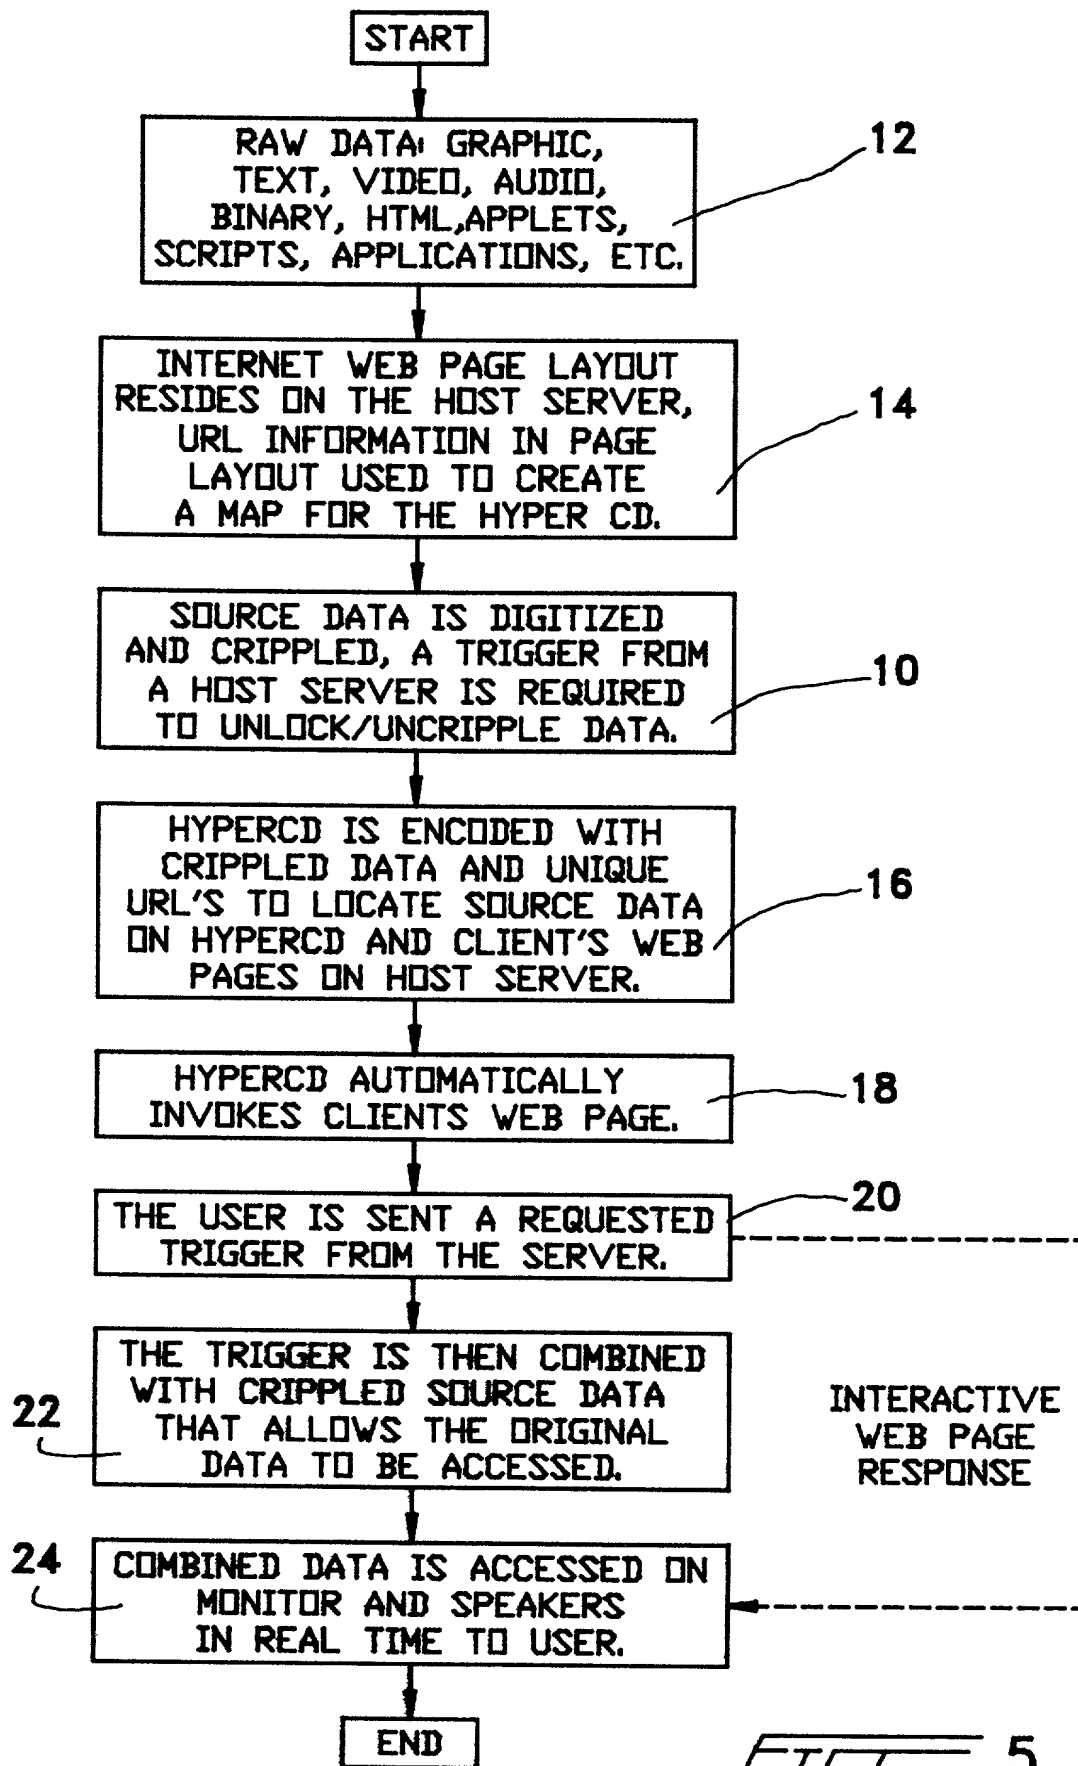 START
RAW DATA: GRAPHIC,
TEXT, VIDEO, AUDIO,
BINARY, HTML,APPLETS,
SCRIPTS, APPLICATIONS, ETC.
12
INTERNET WEB PAGE LAYOUT
RESIDES ON THE HOST SERVER,
URL INFORMATION IN PAGE
LAYOUT USED TO CREATE
A MAP FOR THE HYPER CD.
14
SOURCE DATA IS DIGITIZED
AND CRIPPLED, A TRIGGER FROM
A HOST SERVER IS REQUIRED
TO UNLOCK/UNCRIPPLE DATA.
10
HYPERCD IS ENCODED WITH
CRIPPLED DATA AND UNIQUE
URL'S TO LOCATE SOURCE DATA
ON HYPERCD AND CLIENT'S WEB
PAGES ON HOST SERVER.
16
HYPERCD AUTOMATICALLY
INVOKES CLIENTS WEB PAGE.
18
THE USER IS SENT A REQUESTED
TRIGGER FROM THE SERVER.
20
THE TRIGGER IS THEN COMBINED
WITH CRIPPLED SOURCE DATA
THAT ALLOWS THE ORIGINAL
DATA TO BE ACCESSED.
22
INTERACTIVE
WEB PAGE
RESPONSE
COMBINED DATA IS ACCESSED ON
MONITOR AND SPEAKERS
IN REAL TIME TO USER.
24
END
5